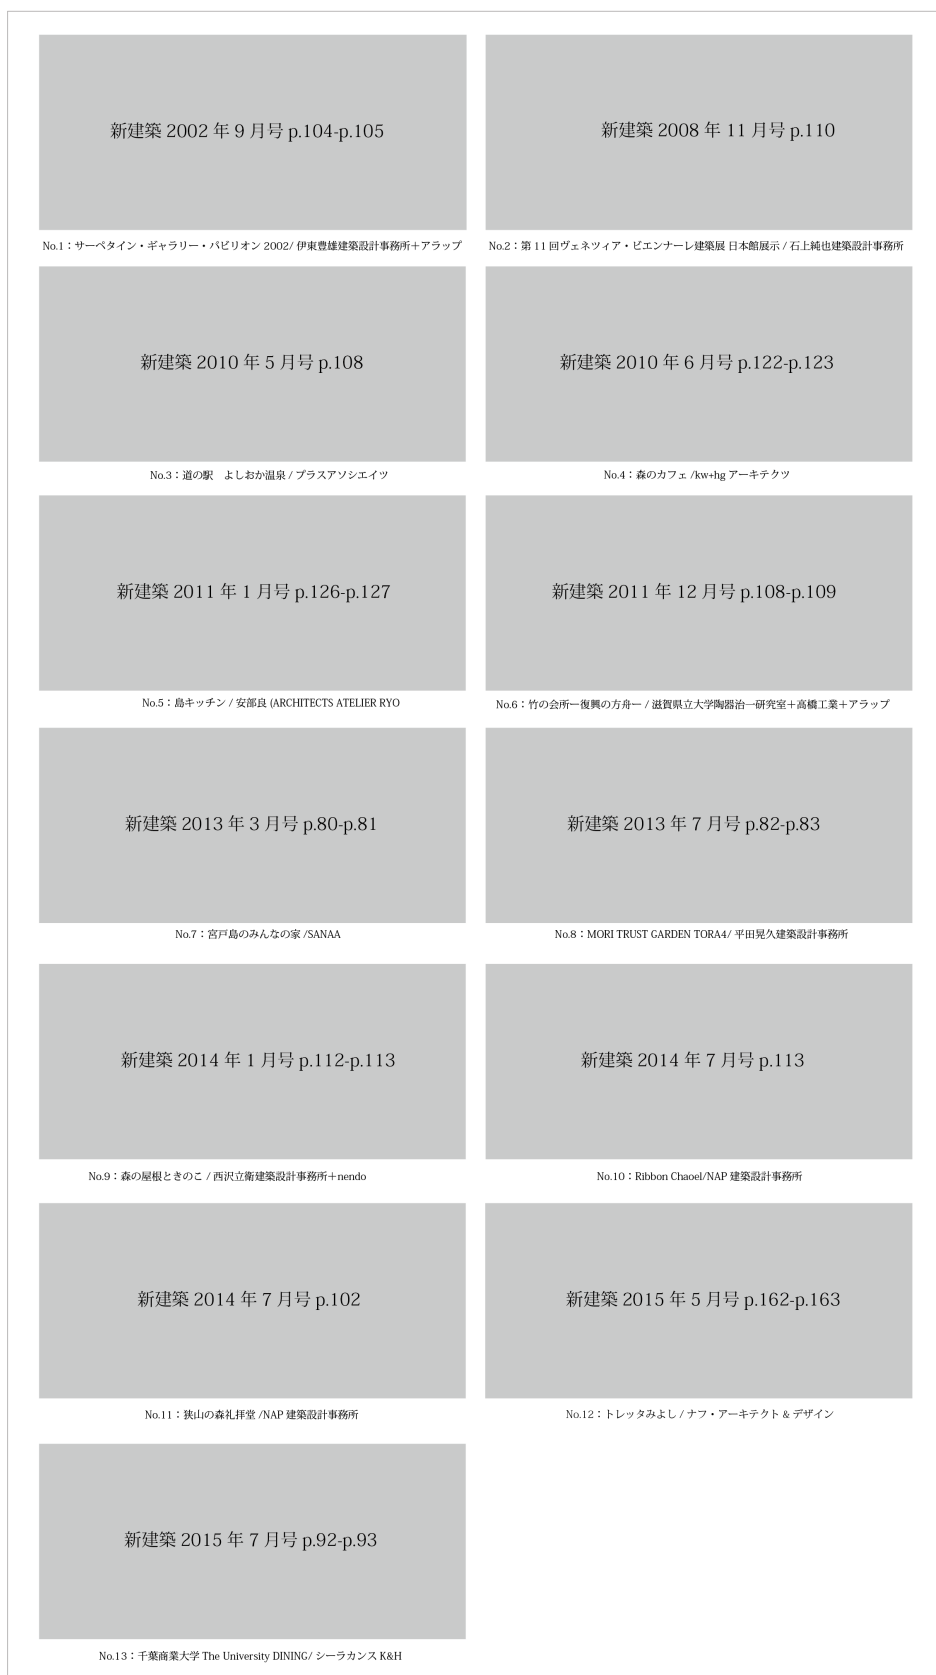 新建築 2002 年 9 月号 p.104-p.105
新建築 2008 年 11 月号 p.110
No.1：サーペタイン・ギャラリー・パビリオン 2002/ 伊東豊雄建築設計事務所＋アラップ
No.2：第 11 回ヴェネツィア・ビエンナーレ建築展 日本館展示 / 石上純也建築設計事務所
新建築 2010 年 5 月号 p.108
新建築 2010 年 6 月号 p.122-p.123
No.3：道の駅　よしおか温泉 / プラスアソシエイツ
No.4：森のカフェ /kw+hg アーキテクツ
新建築 2011 年 1 月号 p.126-p.127
新建築 2011 年 12 月号 p.108-p.109
No.5：島キッチン / 安部良 (ARCHITECTS ATELIER RYO
No.6：竹の会所ー復興の方舟ー / 滋賀県立大学陶器治一研究室＋高橋工業＋アラップ
新建築 2013 年 3 月号 p.80-p.81
新建築 2013 年 7 月号 p.82-p.83
No.7：宮戸島のみんなの家 /SANAA
No.8：MORI TRUST GARDEN TORA4/ 平田晃久建築設計事務所
新建築 2014 年 1 月号 p.112-p.113
新建築 2014 年 7 月号 p.113
No.9：森の屋根ときのこ / 西沢立衛建築設計事務所＋nendo
No.10：Ribbon Chaoel/NAP 建築設計事務所
新建築 2014 年 7 月号 p.102
新建築 2015 年 5 月号 p.162-p.163
No.11：狭山の森礼拝堂 /NAP 建築設計事務所
No.12：トレッタみよし / ナフ・アーキテクト & デザイン
新建築 2015 年 7 月号 p.92-p.93
No.13：千葉商業大学 The University DINING/ シーラカンス K&H